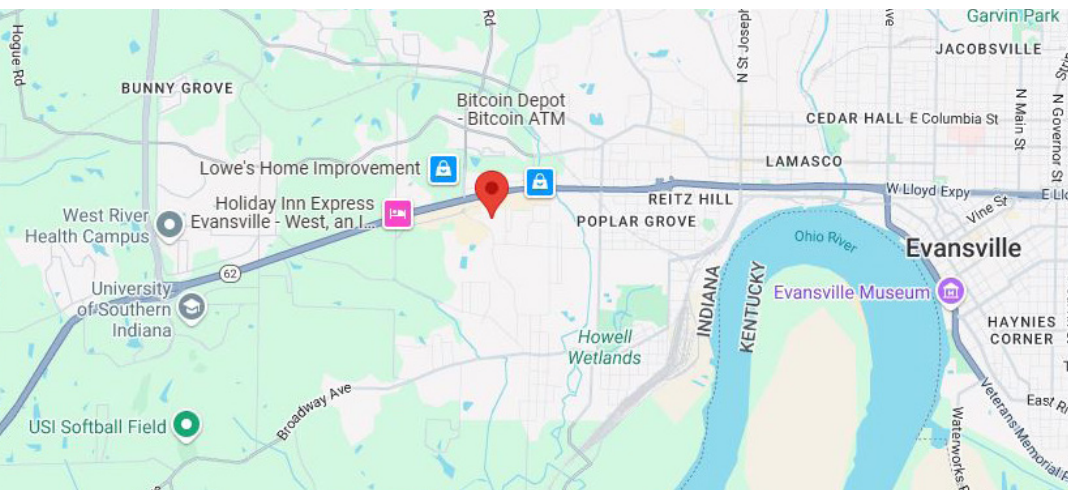 Garvin Park
Hogue Rd
Rd
N St Joseph
Ave
JACOBSVILLE
BUNNY GROVE
Bitcoin Depot
- Bitcoin ATM
N Main St
N Governor St
CEDAR HALL
E Columbia St
Lowe's Home Improvement
LAMASCO
Holiday Inn Express
Evansville - West, an I...
W Lloyd Expy
E Llo
REITZ HILL
West River
Health Campus
POPLAR GROVE
Vine St
Ohio River
Evansville
62
University
of Southern
Indiana
INDIANA
KENTUCKY
Evansville Museum
HAYNIES
CORNER
Howell
Wetlands
Broadway Ave
East Ri
USI Softball Field
Veterans Memorial P
Waterworks R